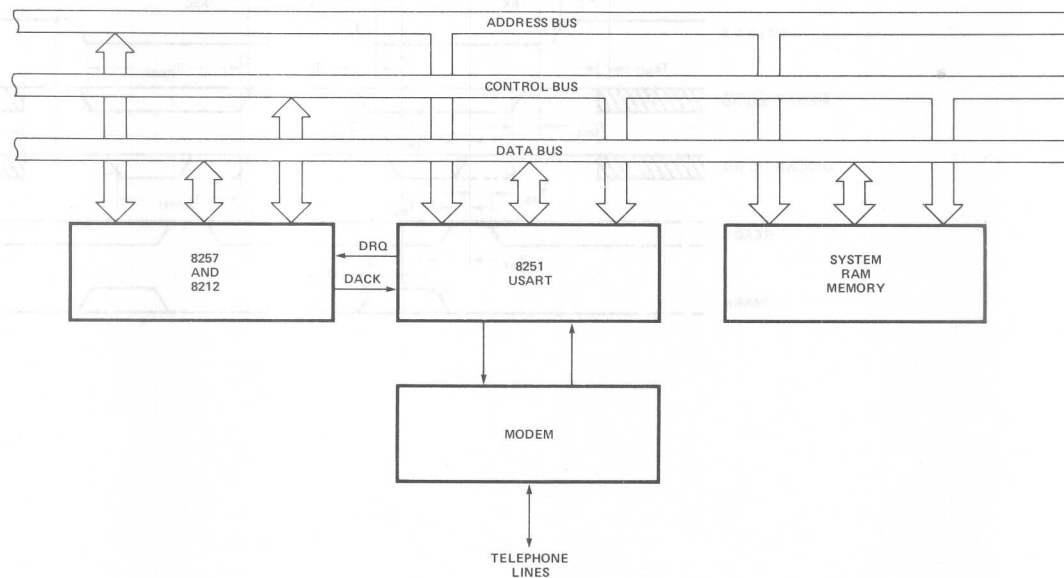 ADDRESS BUS
CONTROL BUS
DATA BUS
8257
AND
8212
DRQ
DACK
8251
USART
SYSTEM
RAM
MEMORY
MODEM
TELEPHONE
LINES